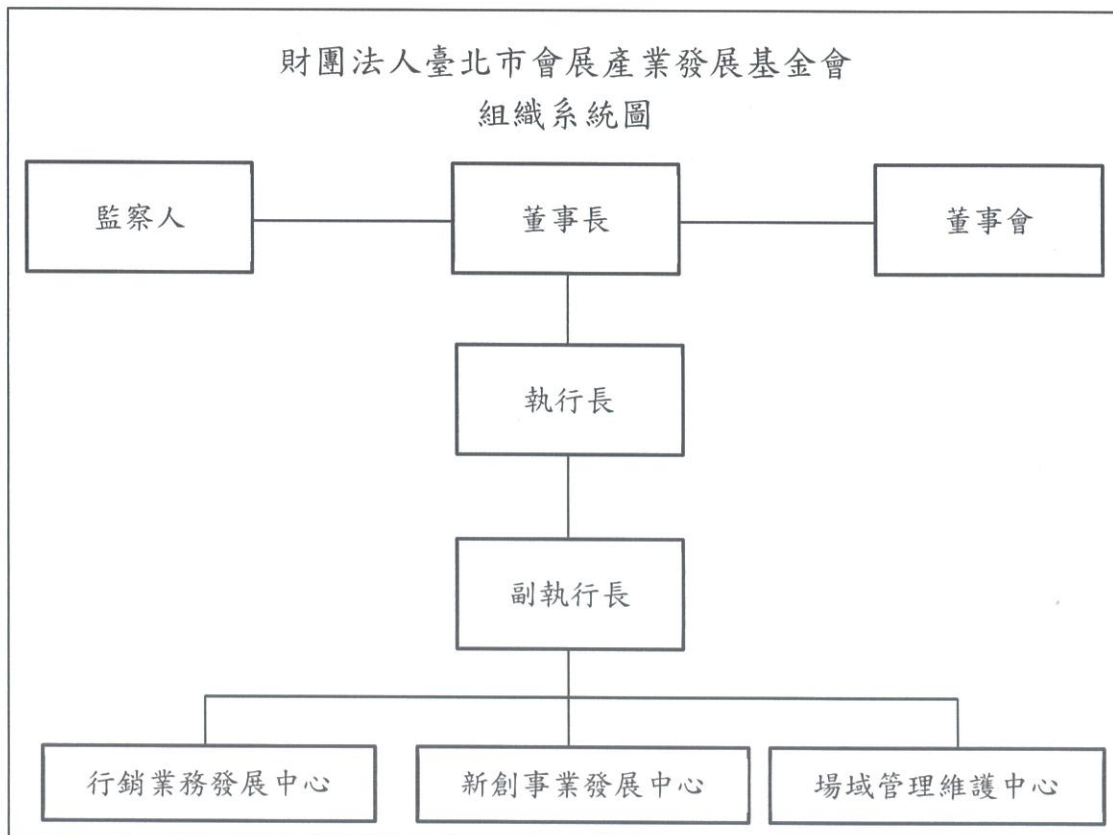 財團法人臺北市會展產業發展基金會
組織系統圖
監察人
董事長
董事會
執行長
副執行長
行銷業務發展中心
新創事業發展中心
場域管理維護中心